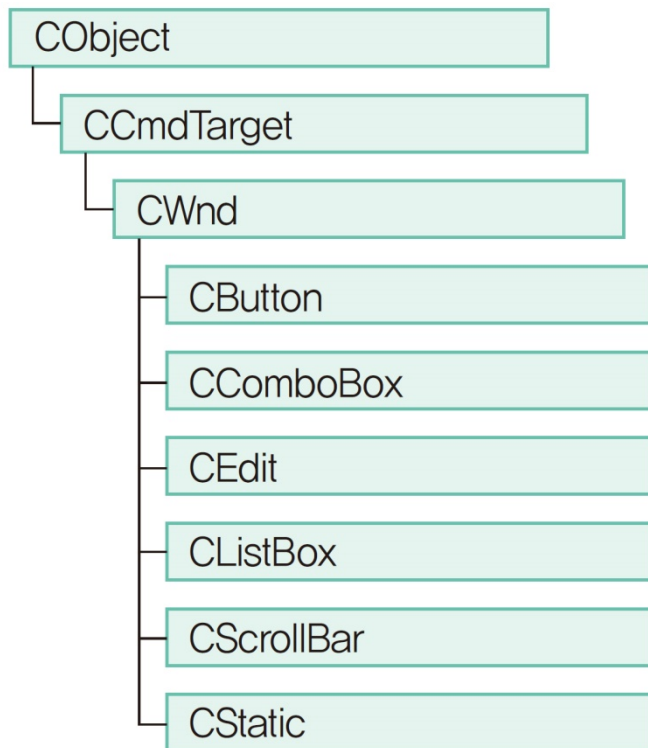 CObject
CCmdTarget
CWnd
CButton
CComboBox
CEdit
CListBox
CScrollBar
CStatic